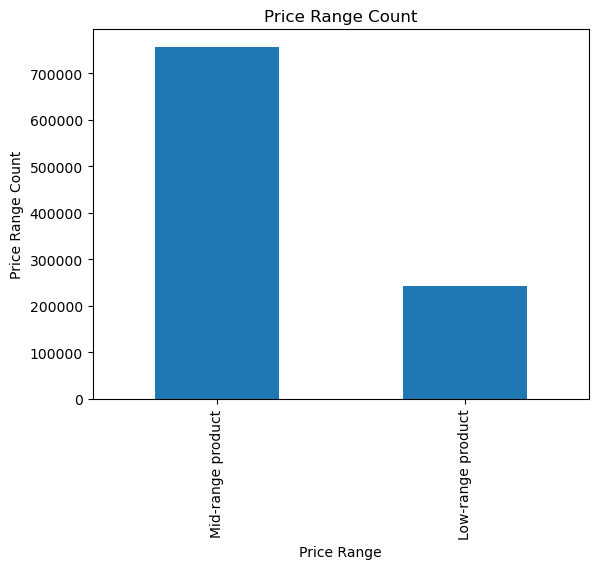 Price Range Count
Price Range Count
700000
600000
500000
400000
300000
200000
100000
0
Mid-range product
Low-range product
Price Range